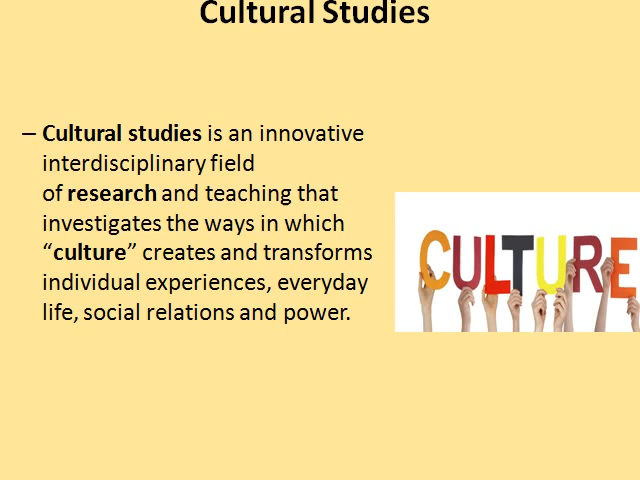 Cultural Studies
– Cultural studies is an innovative
interdisciplinary field
of research and teaching that
investigates the ways in which
“culture” creates and transforms
individual experiences, everyday
life, social relations and power.
CULTURE